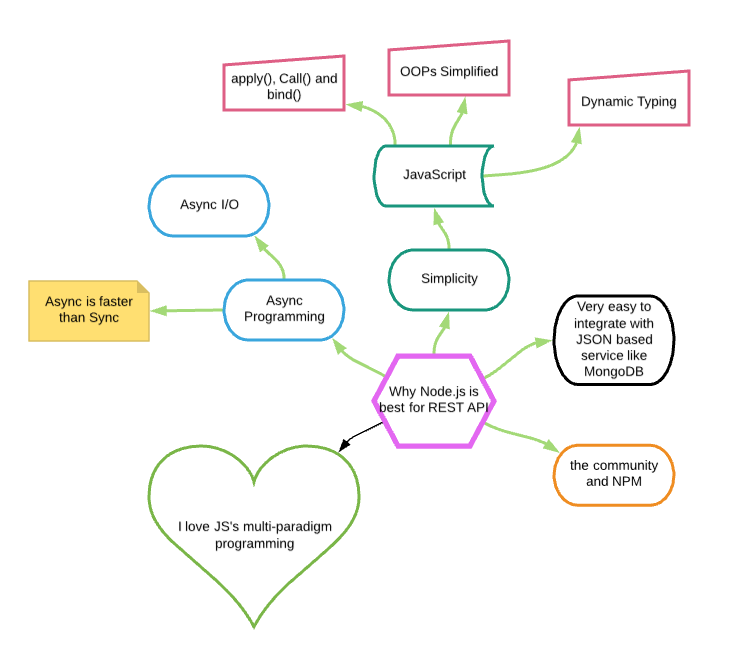 OOPs Simplified
apply(), Call() and
bind()
Dynamic Typing
JavaScript
Async I/O
Simplicity
Async is faster
than Sync
Async
Programming
Very easy to
integrate with
JSON based
service like
MongoDB
Why Node.js is
best for REST API
the community
and NPM
I love JS's multi-paradigm
programming